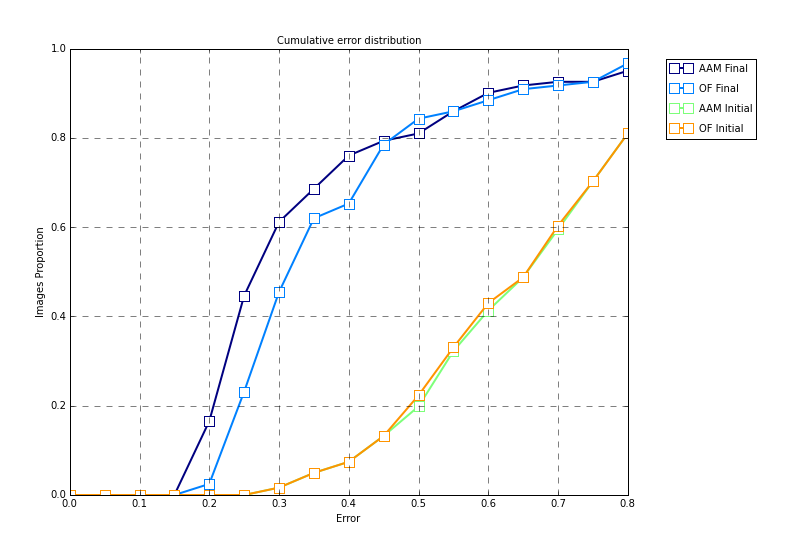 Cumulative error distribution
1.0
0.8
0.6
0.4
0.2
0.0
Images Proportion
0.0 0.1 0.2 0.3 0.4 0.5 0.6 0.7 0.8
Error
AAM Final
OF Final
AAM Initial
OF Initial